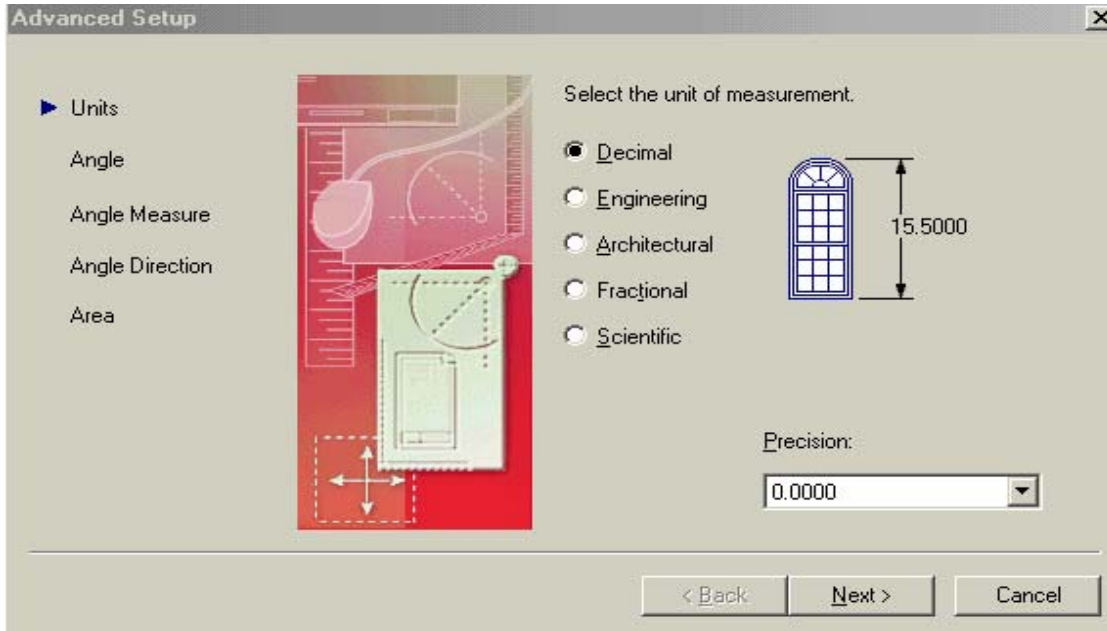 Advanced Setup
Units
Angle
Angle Measure
Angle Direction
Area
Select the unit of measurement.
Decimal
Engineering
Architectural
Fractional
Scientific
15.5000
Precision:
0.0000
< Back
Next >
Cancel